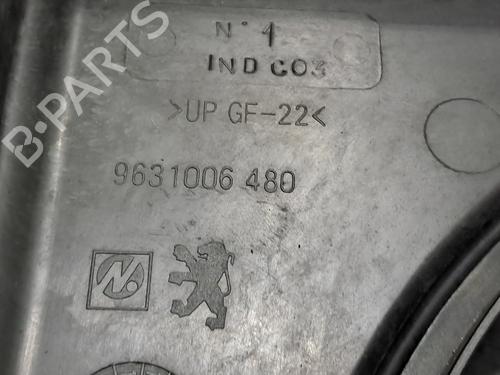 B-PARTS
N° 1
IND C03
>UP GF-22<
9631006 480